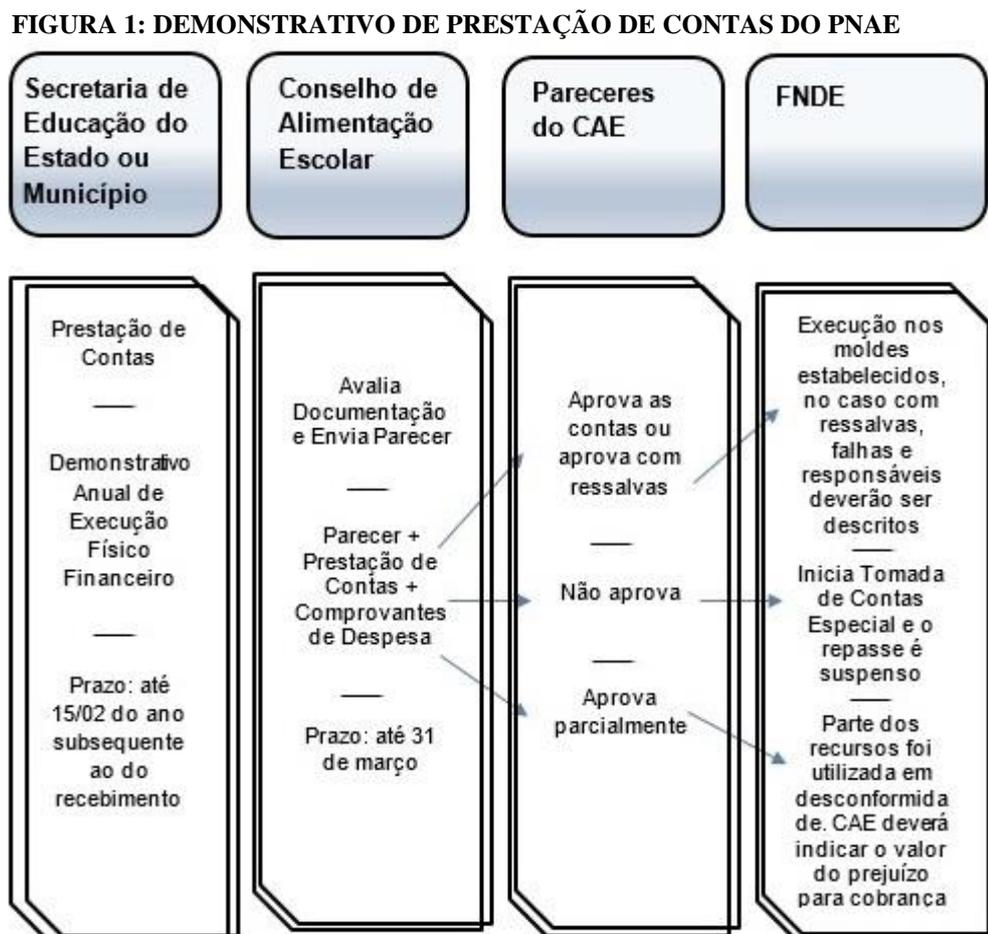 FIGURA 1: DEMONSTRATIVO DE PRESTAÇÃO DE CONTAS DO PNAE
Secretaria de
Educação do
Estado ou
Município
Conselho de
Alimentação
Escolar
Pareceres
do CAE
FNDE
Prestação de
Contas
Demonstrativo
Anual de
Execução
Físico
Financeiro
Prazo: até
15/02 do ano
subsequente
ao do
recebimento
Avalia
Documentação
e Envia Parecer
Parecer +
Prestação de
Contas +
Comprovantes
de Despesa
Prazo: até 31
de março
Aprova as
contas ou
aprova com
ressalvas
Não aprova
Aprova
parcialmente
Execução nos
moldes
estabelecidos,
no caso com
ressalvas,
falhas e
responsáveis
deverão ser
descritos
Inicia Tomada
de Contas
Especial e o
repasse é
suspenso
Parte dos
recursos foi
utilizada em
desconformida
de. CAE deverá
indicar o valor
do prejuízo
para cobrança